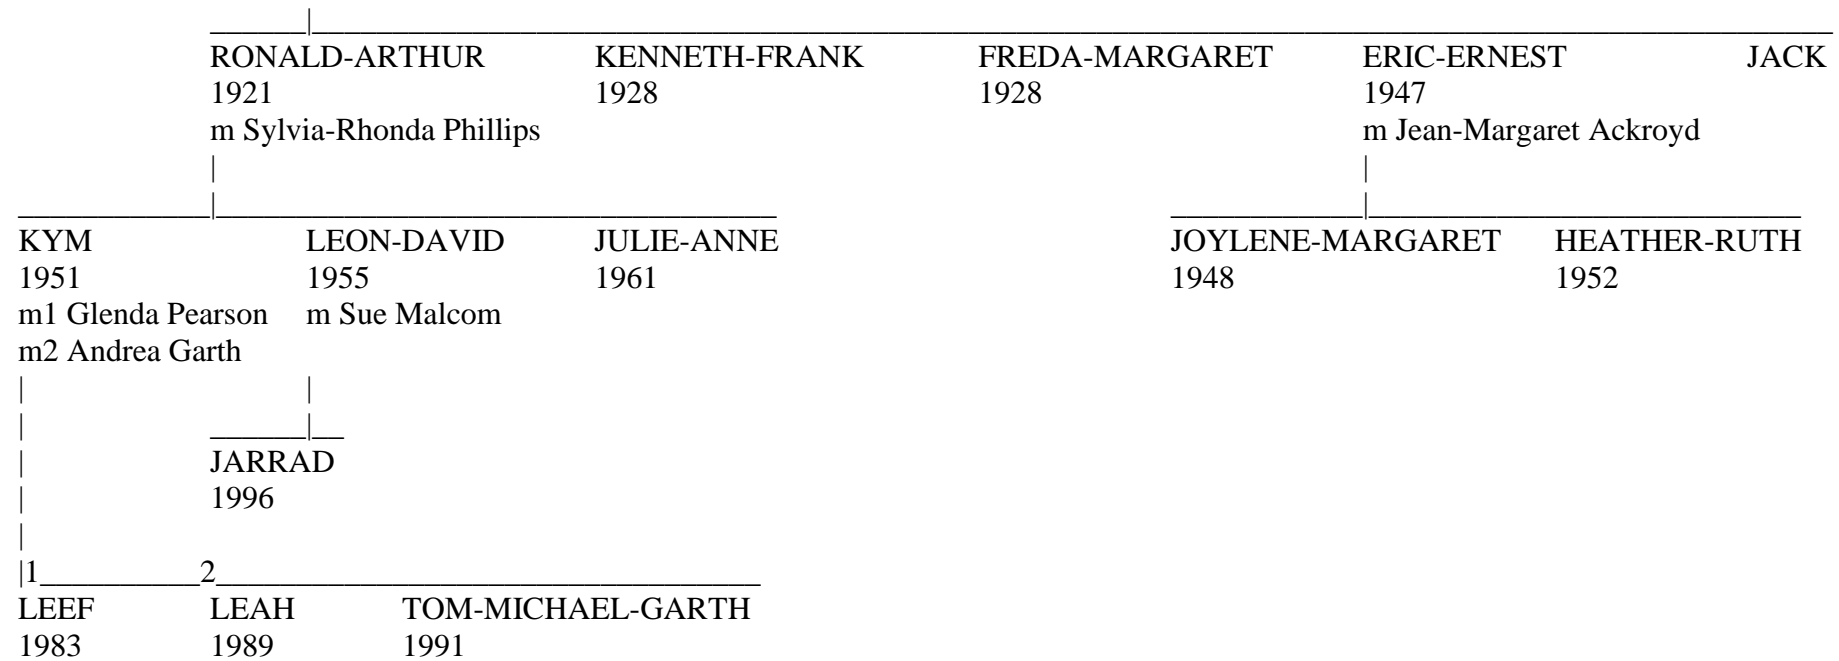 RONALD-ARTHUR KENNETH-FRANK FREDA-MARGARET ERIC-ERNEST JACK
1921 1928 1928 1947
m Sylvia-Rhonda Phillips m Jean-Margaret Ackroyd
KYM LEON-DAVID JULIE-ANNE JOYLENE-MARGARET HEATHER-RUTH
1951 1955 1961 1948 1952
m1 Glenda Pearson m Sue Malcom
m2 Andrea Garth
JARRAD
1996
1 2
LEEF LEAH TOM-MICHAEL-GARTH
1983 1989 1991